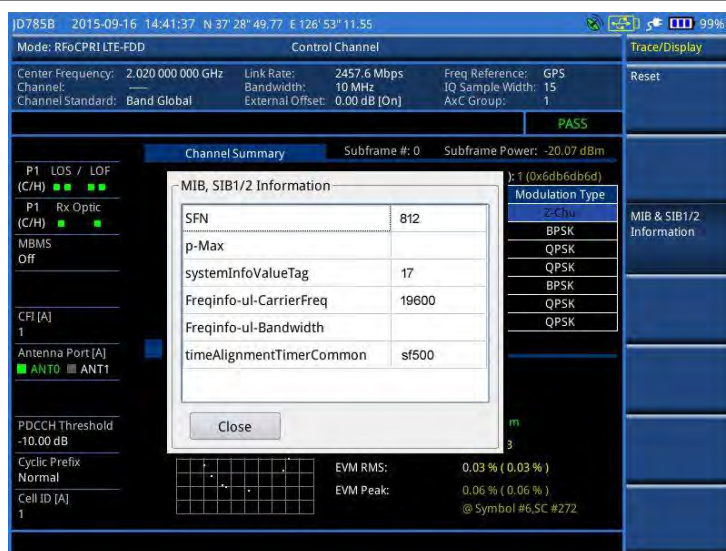 JD785B 2015-09-16 14:41:37 N 37' 28" 49.77 E 126' 53" 11.55 99%
Mode: RFoCPRI LTE-FDD Control Channel Trace/Display
Center Frequency: 2.020 000 000 GHz Link Rate: 2457.6 Mbps Freq Reference: GPS
Channel: ---- Bandwidth: 10 MHz IQ Sample Width: 15
Channel Standard: Band Global External Offset: 0.00 dB [On] AxC Group: 1
Reset
PASS
Channel Summary Subframe #: 0 Subframe Power: -20.07 dBm
P1 LOS / LOF
(C/H)
P1 Rx Optic
(C/H)
MBMS
Off
CFI [A]
1
Antenna Port [A]
ANT0 ANT1
PDCCH Threshold
-10.00 dB
Cyclic Prefix
Normal
Cell ID [A]
1
MIB, SIB1/2 Information
SFN 812
p-Max
systemInfoValueTag 17
Freqinfo-ul-CarrierFreq 19600
Freqinfo-ul-Bandwidth
timeAlignmentTimerCommon sf500
Close
): 1 (0x6db6db6d)
Modulation Type
Z-Chu
BPSK
QPSK
QPSK
BPSK
QPSK
QPSK
m
EVM RMS: 0.03 % ( 0.03 % )
EVM Peak: 0.06 % ( 0.06 % )
@ Symbol #6,SC #272
MIB & SIB1/2
Information